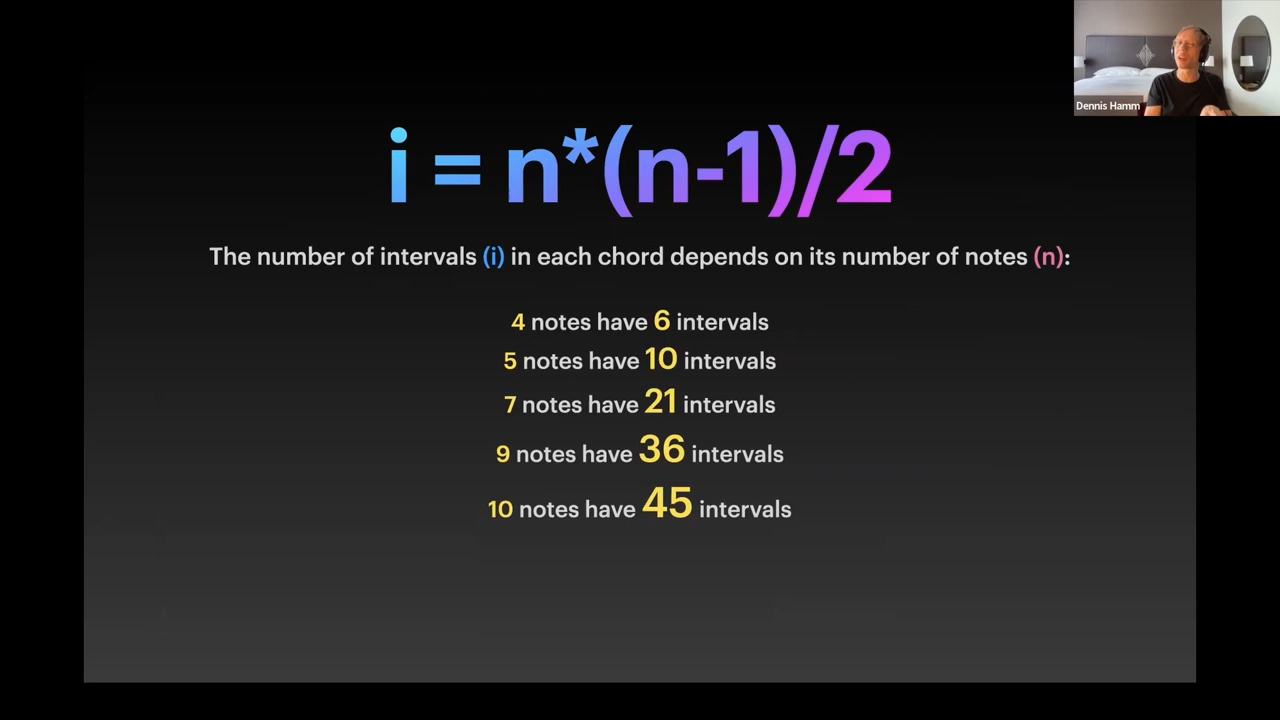 Dennis Hamm
i = n*(n-1)/2
The number of intervals (i) in each chord depends on its number of notes (n):
4 notes have 6 intervals
5 notes have 10 intervals
7 notes have 21 intervals
9 notes have 36 intervals
10 notes have 45 intervals